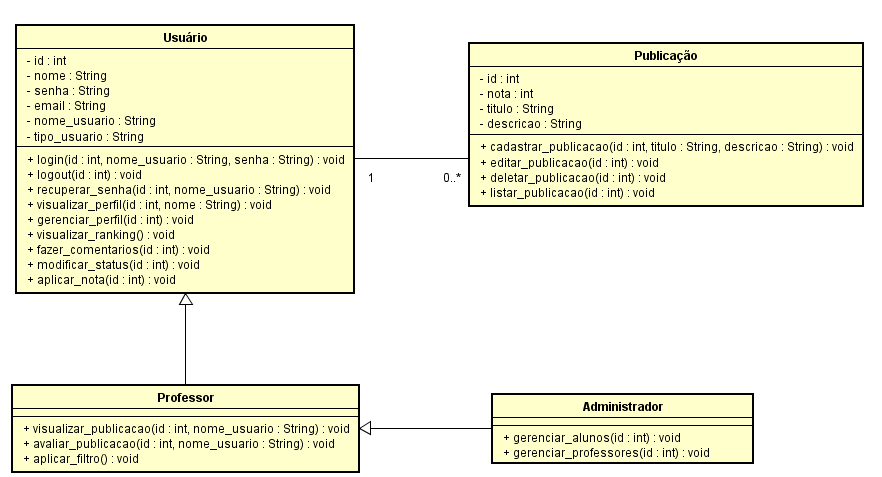 Usuário
- id : int
- nome : String
- senha : String
- email : String
- nome_usuario : String
- tipo_usuario : String
+ login(id : int, nome_usuario : String, senha : String) : void
+ logout(id : int) : void
+ recuperar_senha(id : int, nome_usuario : String) : void
+ visualizar_perfil(id : int, nome : String) : void
+ gerenciar_perfil(id : int) : void
+ visualizar_ranking() : void
+ fazer_comentarios(id : int) : void
+ modificar_status(id : int) : void
+ aplicar_nota(id : int) : void
1
0..*
Publicação
- id : int
- nota : int
- titulo : String
- descricao : String
+ cadastrar_publicacao(id : int, titulo : String, descricao : String) : void
+ editar_publicacao(id : int) : void
+ deletar_publicacao(id : int) : void
+ listar_publicacao(id : int) : void
Professor
+ visualizar_publicacao(id : int, nome_usuario : String) : void
+ avaliar_publicacao(id : int, nome_usuario : String) : void
+ aplicar_filtro() : void
Administrador
+ gerenciar_alunos(id : int) : void
+ gerenciar_professores(id : int) : void